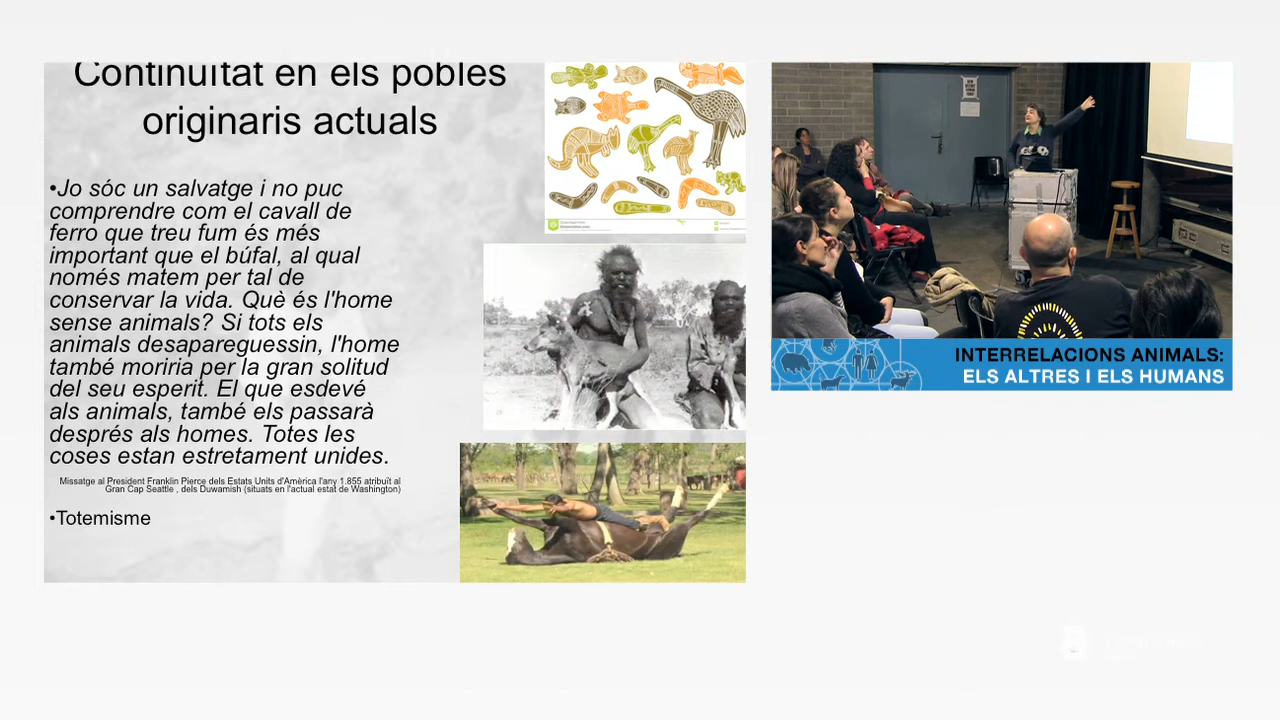 Continuïtat en els pobles
originaris actuals
•Jo sóc un salvatge i no puc
comprendre com el cavall de
ferro que treu fum és més
important que el búfal, al qual
només matem per tal de
conservar la vida. Què és l'home
sense animals? Si tots els
animals desapareguessin, l'home
també moriria per la gran solitud
del seu esperit. El que esdevé
als animals, també els passarà
després als homes. Totes les
coses estan estretament unides.
Missatge al President Franklin Pierce dels Estats Units d'Amèrica l'any 1.855 atribuït al
Gran Cap Seattle , dels Duwamish (situats en l'actual estat de Washington)
•Totemisme
INTERRELACIONS ANIMALS:
ELS ALTRES I ELS HUMANS